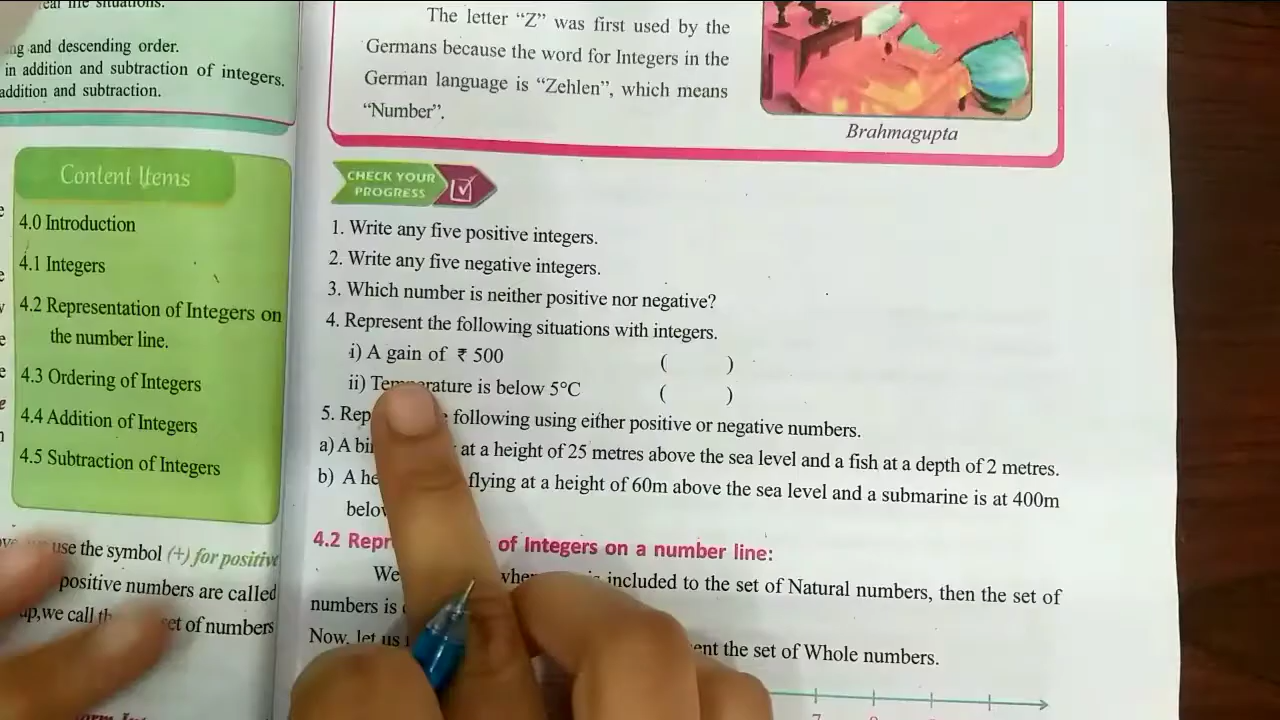 eal life situations.
ng and descending order.
in addition and subtraction of integers.
addition and subtraction.
Content Items
4.0 Introduction
4.1 Integers
4.2 Representation of Integers on
the number line.
4.3 Ordering of Integers
4.4 Addition of Integers
4.5 Subtraction of Integers
use the symbol (+) for positive
positive numbers are called
up,we call th et of numbers
The letter “Z” was first used by the
Germans because the word for Integers in the
German language is “Zehlen”, which means
“Number”.
Brahmagupta
CHECK YOUR
PROGRESS
1. Write any five positive integers.
2. Write any five negative integers.
3. Which number is neither positive nor negative?
4. Represent the following situations with integers.
i) A gain of ₹ 500 ( )
ii) Temperature is below 5°C ( )
5. Rep following using either positive or negative numbers.
a) A bi at a height of 25 metres above the sea level and a fish at a depth of 2 metres.
b) A he flying at a height of 60m above the sea level and a submarine is at 400m
belo
4.2 Repr of Integers on a number line:
We whe included to the set of Natural numbers, then the set of
numbers is
Now, let us ent the set of Whole numbers.
7